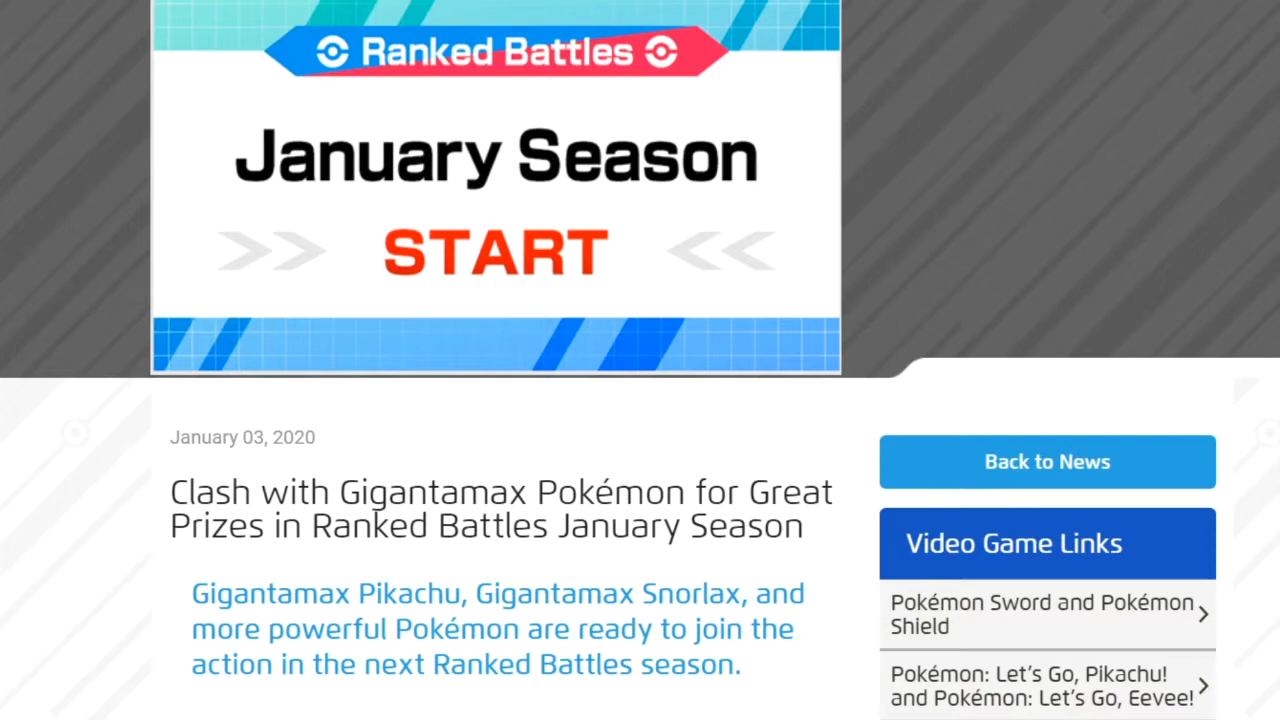 Ranked Battles
January Season
START
January 03, 2020
Clash with Gigantamax Pokémon for Great
Prizes in Ranked Battles January Season
Gigantamax Pikachu, Gigantamax Snorlax, and
more powerful Pokémon are ready to join the
action in the next Ranked Battles season.
Back to News
Video Game Links
Pokémon Sword and Pokémon
Shield
Pokémon: Let's Go, Pikachu!
and Pokémon: Let's Go, Eevee!